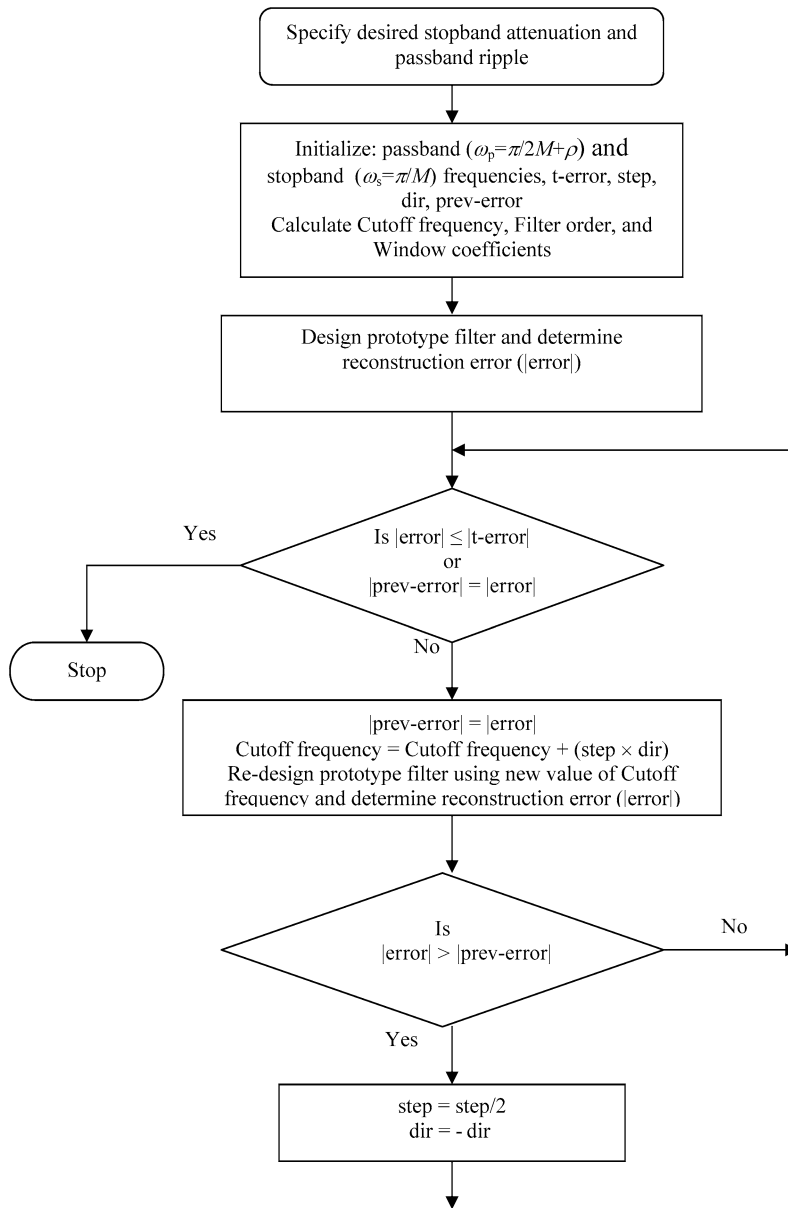 Specify desired stopband attenuation and
passband ripple
Initialize: passband (ωp=π/2M+ρ) and
stopband (ωs=π/M) frequencies, t-error, step,
dir, prev-error
Calculate Cutoff frequency, Filter order, and
Window coefficients
Design prototype filter and determine
reconstruction error (|error|)
Yes
Is |error| ≤ |t-error|
or
|prev-error| = |error|
Stop
No
|prev-error| = |error|
Cutoff frequency = Cutoff frequency + (step × dir)
Re-design prototype filter using new value of Cutoff
frequency and determine reconstruction error (|error|)
Is
|error| > |prev-error|
No
Yes
step = step/2
dir = - dir